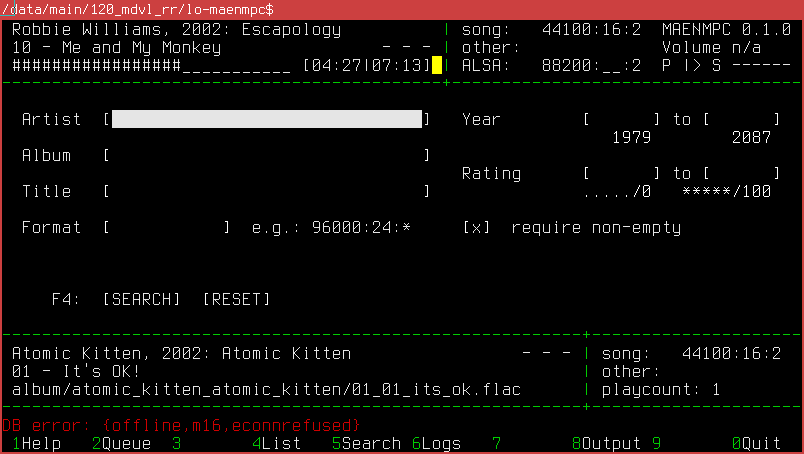 /data/main/120_mdvl_rr/lo-maenmpc$
Robbie Williams, 2002: Escapology | song: 44100:16:2 MAENMPC 0.1.0
10 - Me and My Monkey - - - | other: Volume n/a
#################___________ [04:27|07:13] | ALSA: 88200:__:2 P |> S ------
--------------------------------------------+-----------------------------------
Artist [ ] Year [ ] to [ ]
1979 2087
Album [ ]
Rating [ ] to [ ]
Title [ ] ...../0 *****/100
Format [ ] e.g.: 96000:24:* [x] require non-empty
F4: [SEARCH] [RESET]
----------------------------------------------------------+---------------------
Atomic Kitten, 2002: Atomic Kitten - - - | song: 44100:16:2
01 - It's OK! | other:
album/atomic_kitten_atomic_kitten/01_01_its_ok.flac | playcount: 1
----------------------------------------------------------+---------------------
DB error: {offline,m16,econnrefused}
1Help 2Queue 3 4List 5Search 6Logs 7 8Output 9 0Quit